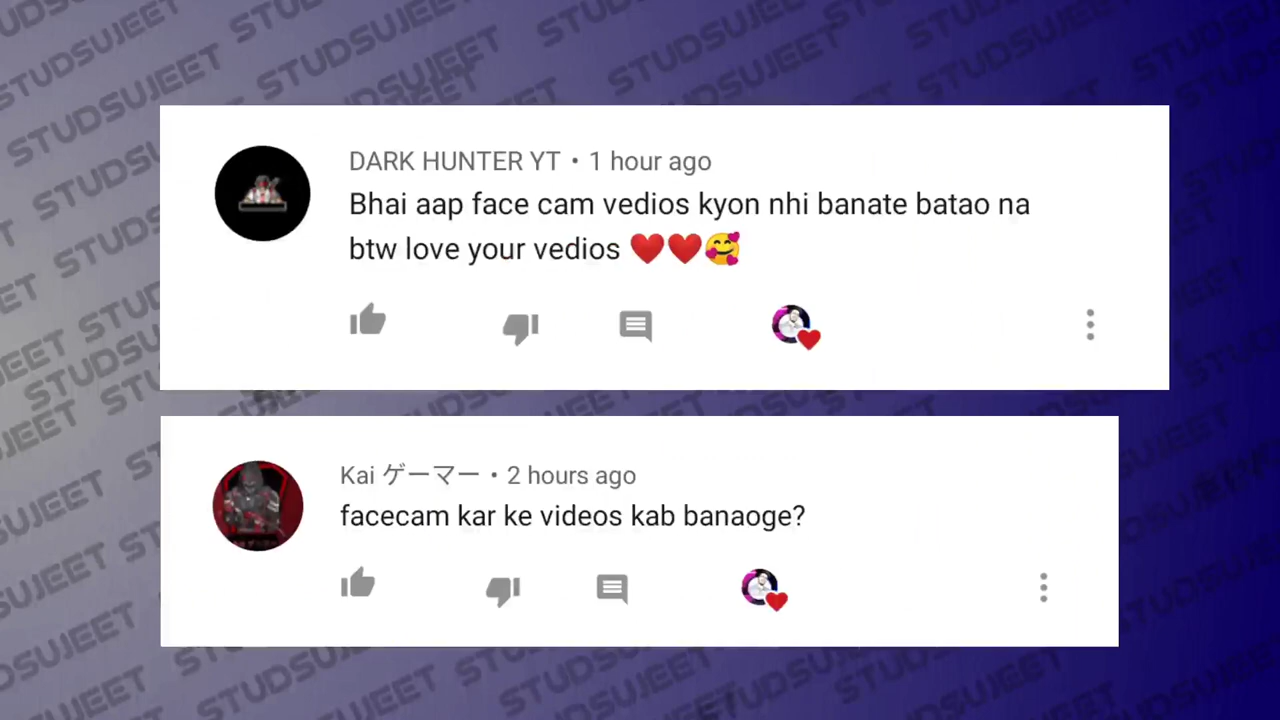 STUDSUJEET
DARK HUNTER YT • 1 hour ago
Bhai aap face cam vedios kyon nhi banate batao na
btw love your vedios ❤️❤️🥰
Kai ゲーマー • 2 hours ago
facecam kar ke videos kab banaoge?